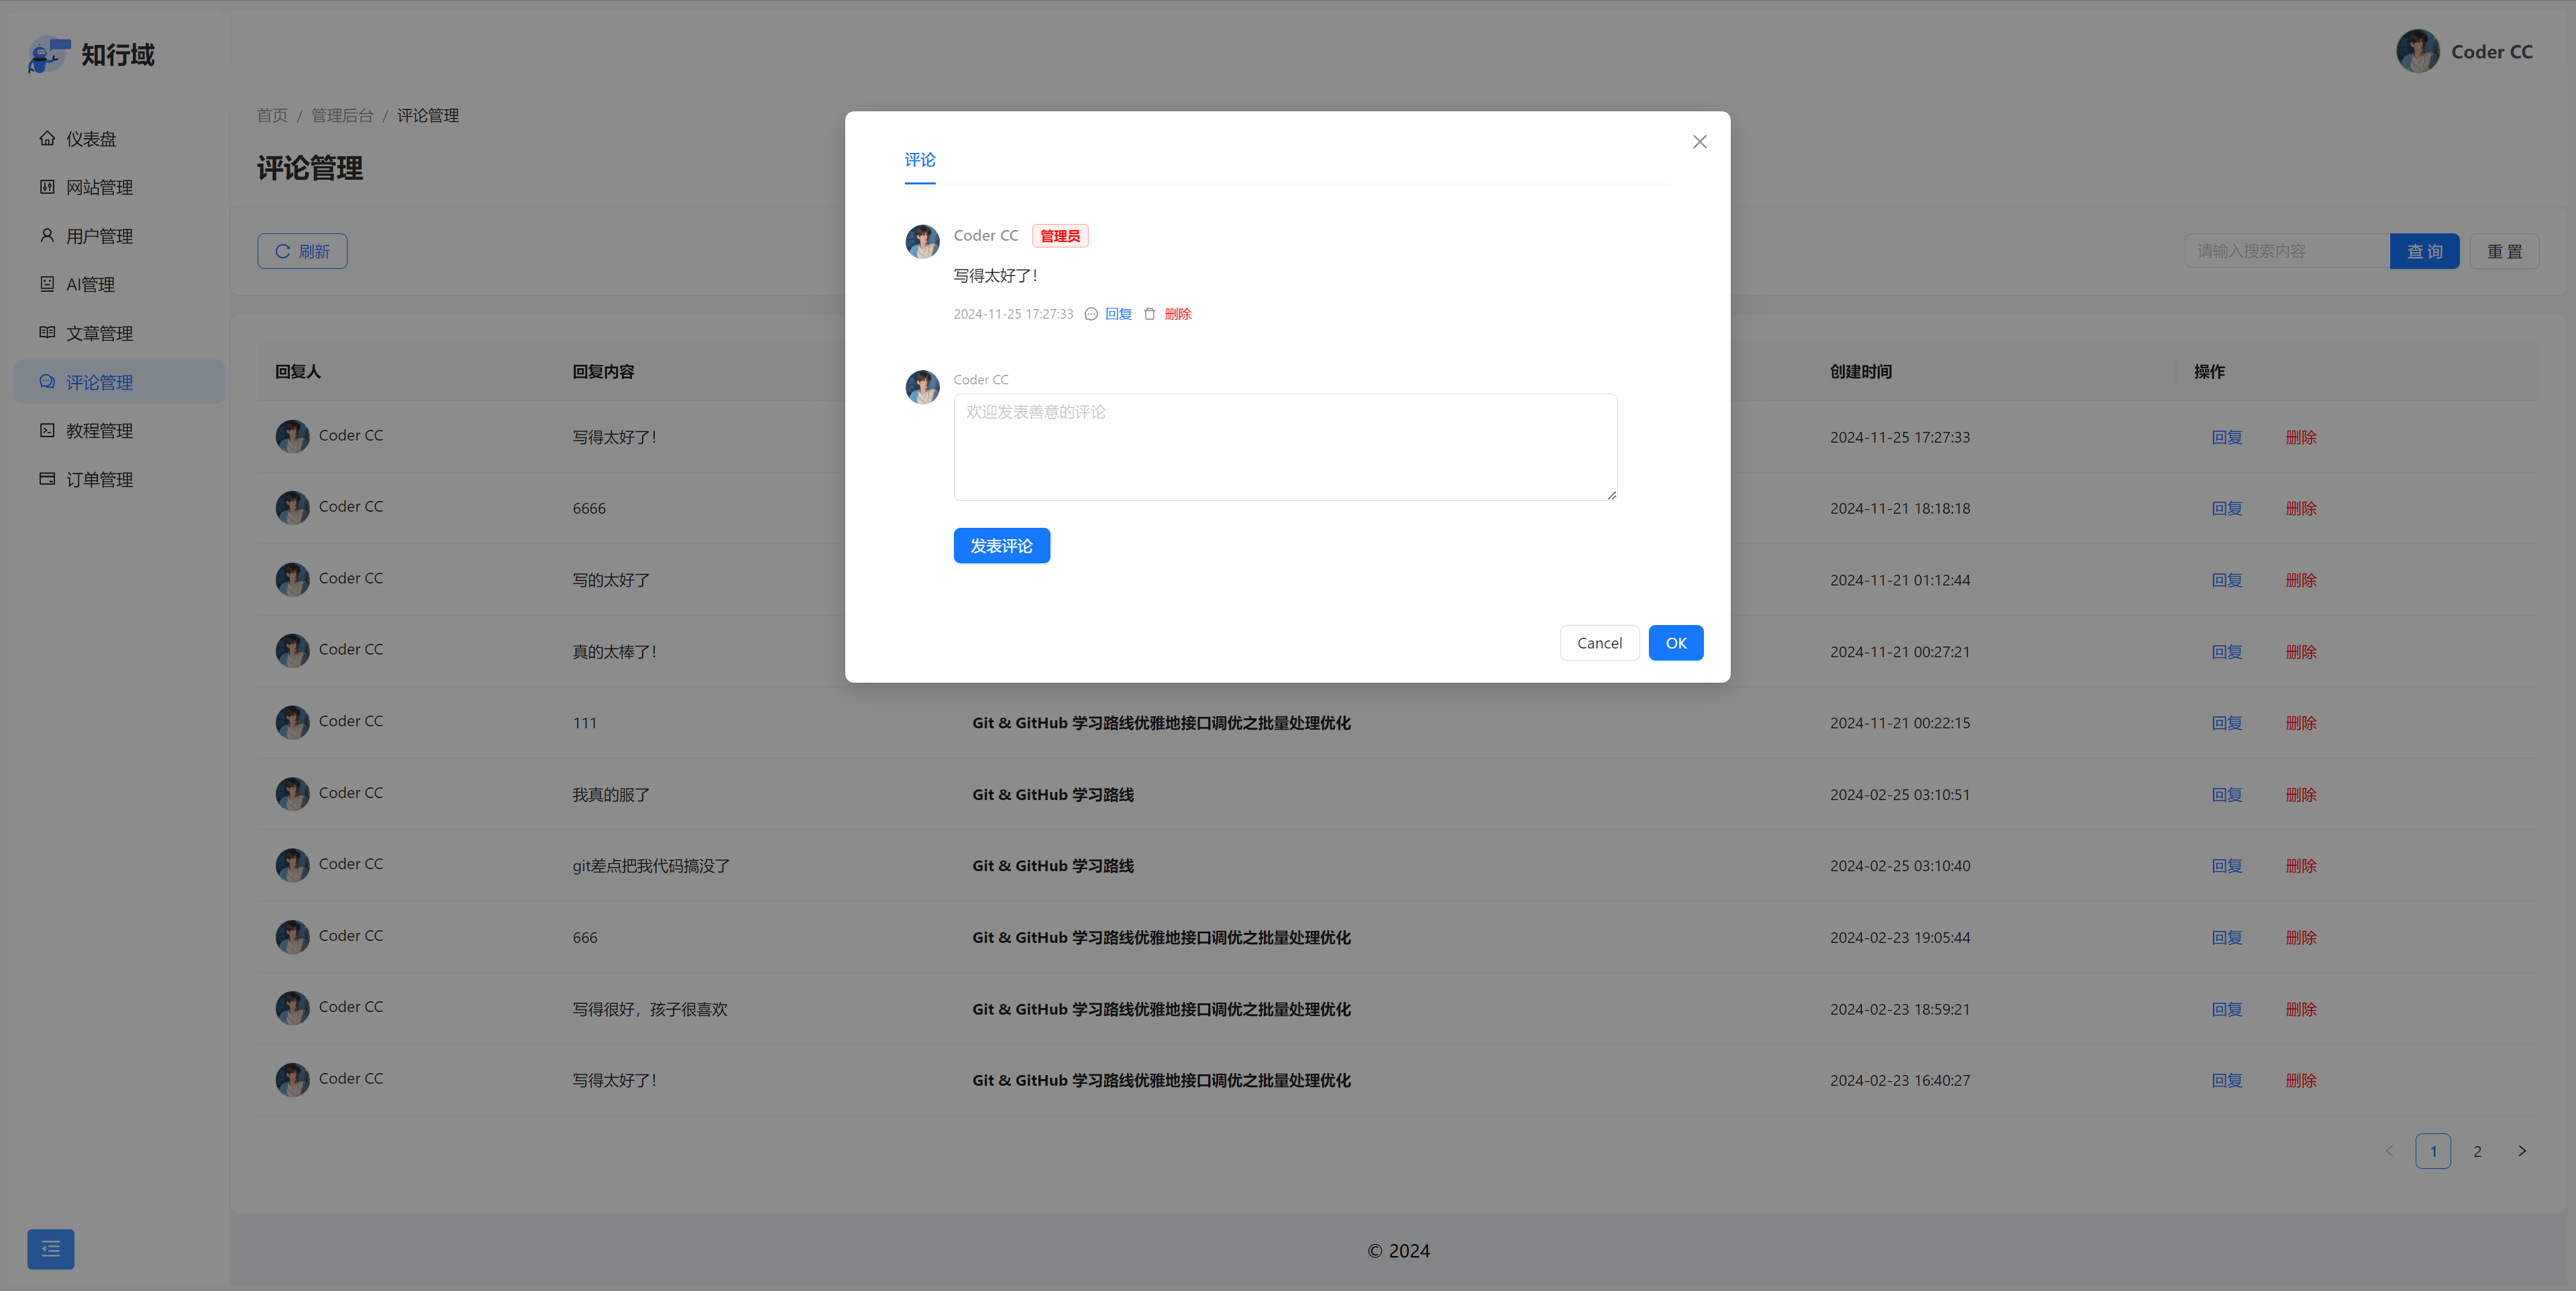 知行域
Coder CC
仪表盘
网站管理
用户管理
AI管理
文章管理
评论管理
教程管理
订单管理
首页 / 管理后台 / 评论管理
评论管理
刷新
请输入搜索内容 查 询 重 置
评论
Coder CC 管理员
写得太好了!
2024-11-25 17:27:33 回复 删除
Coder CC
欢迎发表善意的评论
发表评论
Cancel OK
回复人 回复内容 创建时间 操作
Coder CC 写得太好了! 2024-11-25 17:27:33 回复 删除
Coder CC 6666 2024-11-21 18:18:18 回复 删除
Coder CC 写的太好了 2024-11-21 01:12:44 回复 删除
Coder CC 真的太棒了! 2024-11-21 00:27:21 回复 删除
Coder CC 111 Git & GitHub 学习路线优雅地接口调优之批量处理优化 2024-11-21 00:22:15 回复 删除
Coder CC 我真的服了 Git & GitHub 学习路线 2024-02-25 03:10:51 回复 删除
Coder CC git差点把我代码搞没了 Git & GitHub 学习路线 2024-02-25 03:10:40 回复 删除
Coder CC 666 Git & GitHub 学习路线优雅地接口调优之批量处理优化 2024-02-23 19:05:44 回复 删除
Coder CC 写得很好，孩子很喜欢 Git & GitHub 学习路线优雅地接口调优之批量处理优化 2024-02-23 18:59:21 回复 删除
Coder CC 写得太好了! Git & GitHub 学习路线优雅地接口调优之批量处理优化 2024-02-23 16:40:27 回复 删除
1 2
© 2024